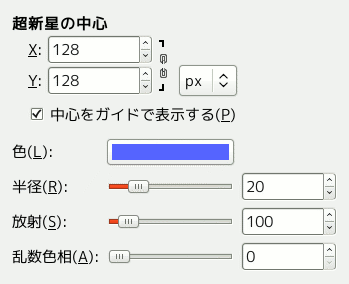 超新星の中心
X: 128
Y: 128 px
中心をガイドで表示する(P)
色(L):
半径(R): 20
放射(S): 100
乱数色相(A): 0